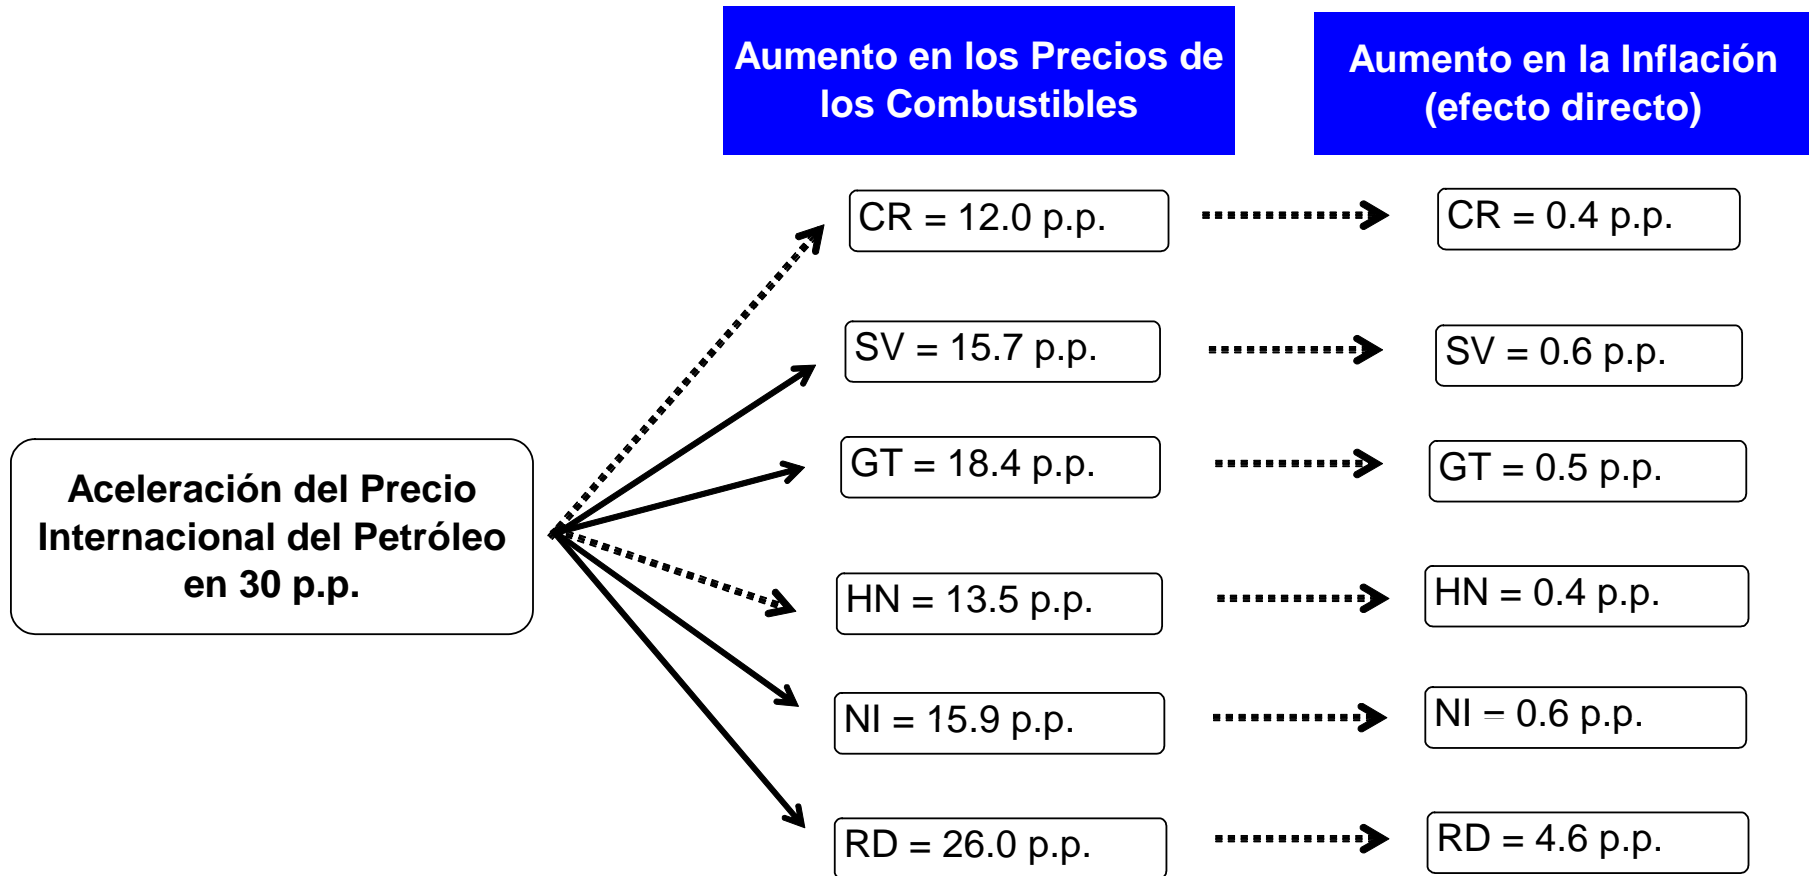 Aumento en los Precios de
los Combustibles
Aumento en la Inflación
(efecto directo)
CR = 12.0 p.p.
CR = 0.4 p.p.
SV = 15.7 p.p.
SV = 0.6 p.p.
GT = 18.4 p.p.
GT = 0.5 p.p.
Aceleración del Precio
Internacional del Petróleo
en 30 p.p.
HN = 13.5 p.p.
HN = 0.4 p.p.
NI = 15.9 p.p.
NI = 0.6 p.p.
RD = 26.0 p.p.
RD = 4.6 p.p.